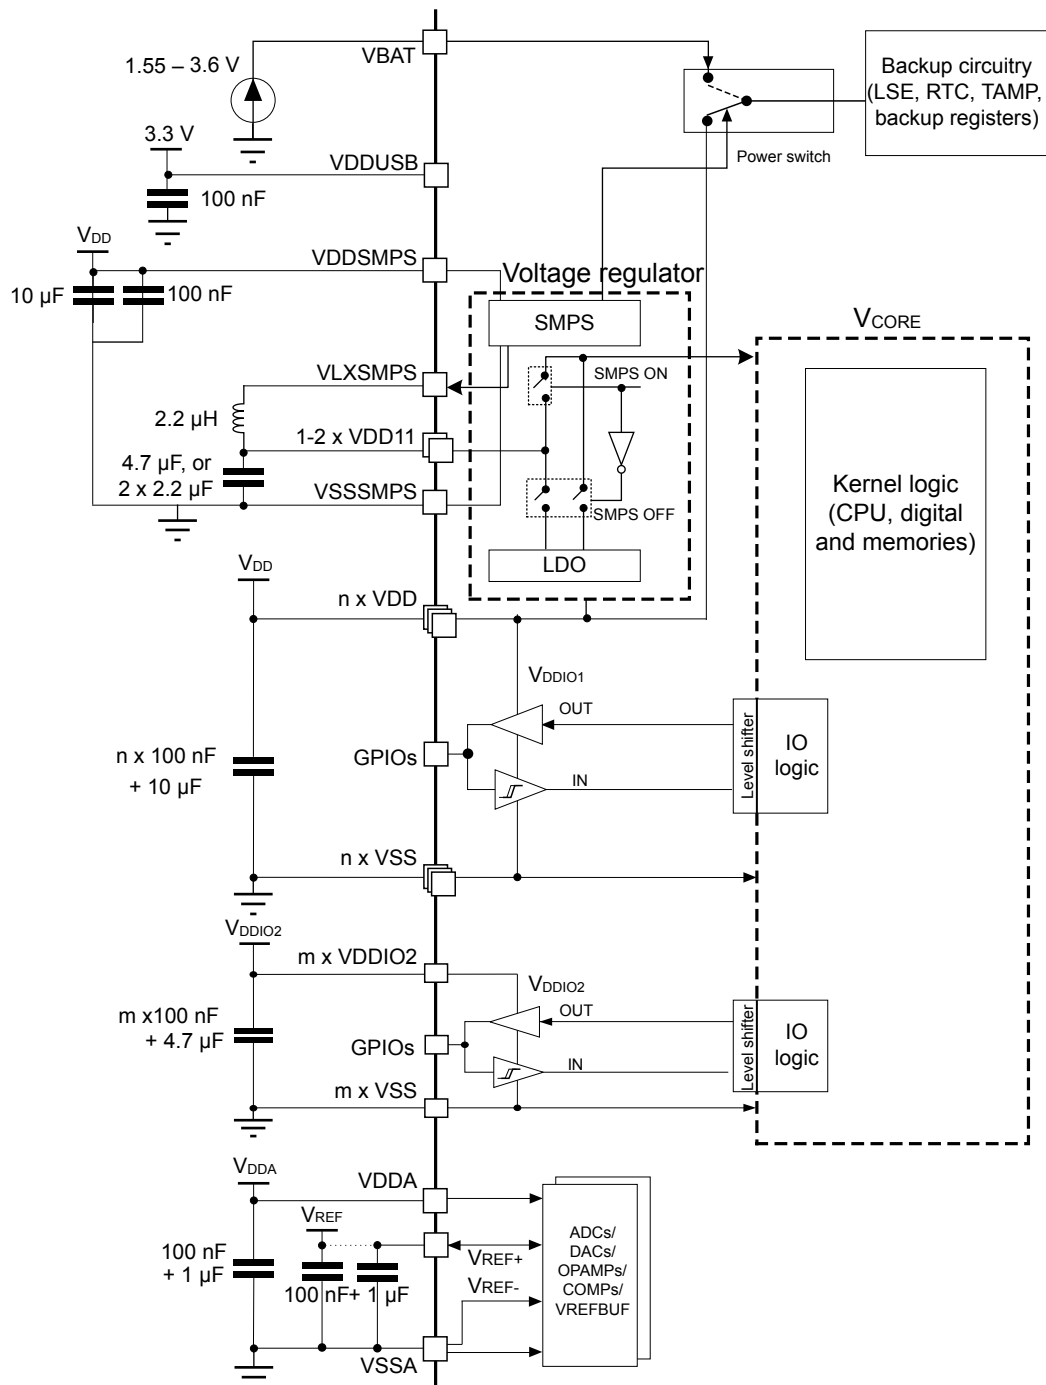 VBAT
1.55 – 3.6 V
Backup circuitry
(LSE, RTC, TAMP,
backup registers)
3.3 V
VDDUSB
Power switch
100 nF
VDD
VDDSMPS
10 µF
100 nF
Voltage regulator
SMPS
VCORE
VLXSMPS
SMPS ON
2.2 µH
1-2 x VDD11
4.7 µF, or
2 x 2.2 µF
VSSSMPS
SMPS OFF
LDO
Kernel logic
(CPU, digital
and memories)
VDD
n x VDD
VDDIO1
OUT
GPIOs
IN
Level shifter
IO
logic
n x 100 nF
+ 10 µF
n x VSS
VDDIO2
m x VDDIO2
VDDIO2
OUT
m x100 nF
+ 4.7 µF
GPIOs
IN
Level shifter
IO
logic
m x VSS
VDDA
VDDA
VREF
100 nF
+ 1 µF
VREF+
100 nF
+ 1 µF
VREF-
ADCs/
DACs/
OPAMPs/
COMPs/
VREFBUF
VSSA